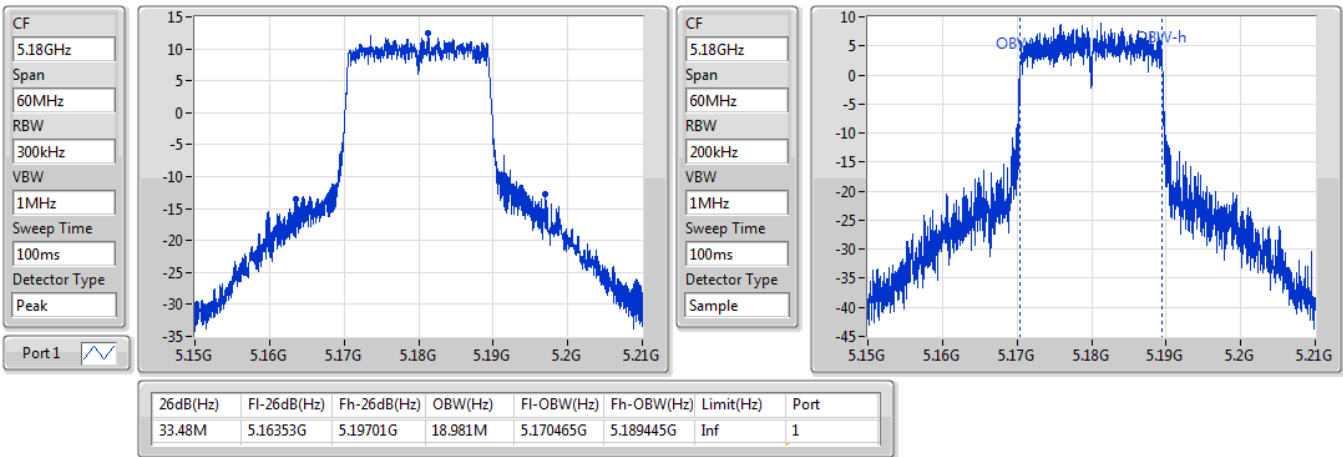 CF
5.18GHz
Span
60MHz
RBW
300kHz
VBW
1MHz
Sweep Time
100ms
Detector Type
Peak
Port 1
15
10
5
0
-5
-10
-15
-20
-25
-30
-35
5.15G 5.16G 5.17G 5.18G 5.19G 5.2G 5.21G
CF
5.18GHz
Span
60MHz
RBW
200kHz
VBW
1MHz
Sweep Time
100ms
Detector Type
Sample
10
5
0
-5
-10
-15
-20
-25
-30
-35
-40
-45
OBW-h
5.15G 5.16G 5.17G 5.18G 5.19G 5.2G 5.21G
26dB(Hz) Fl-26dB(Hz) Fh-26dB(Hz) OBW(Hz) Fl-OBW(Hz) Fh-OBW(Hz) Limit(Hz) Port
33.48M 5.16353G 5.19701G 18.981M 5.170465G 5.189445G Inf 1